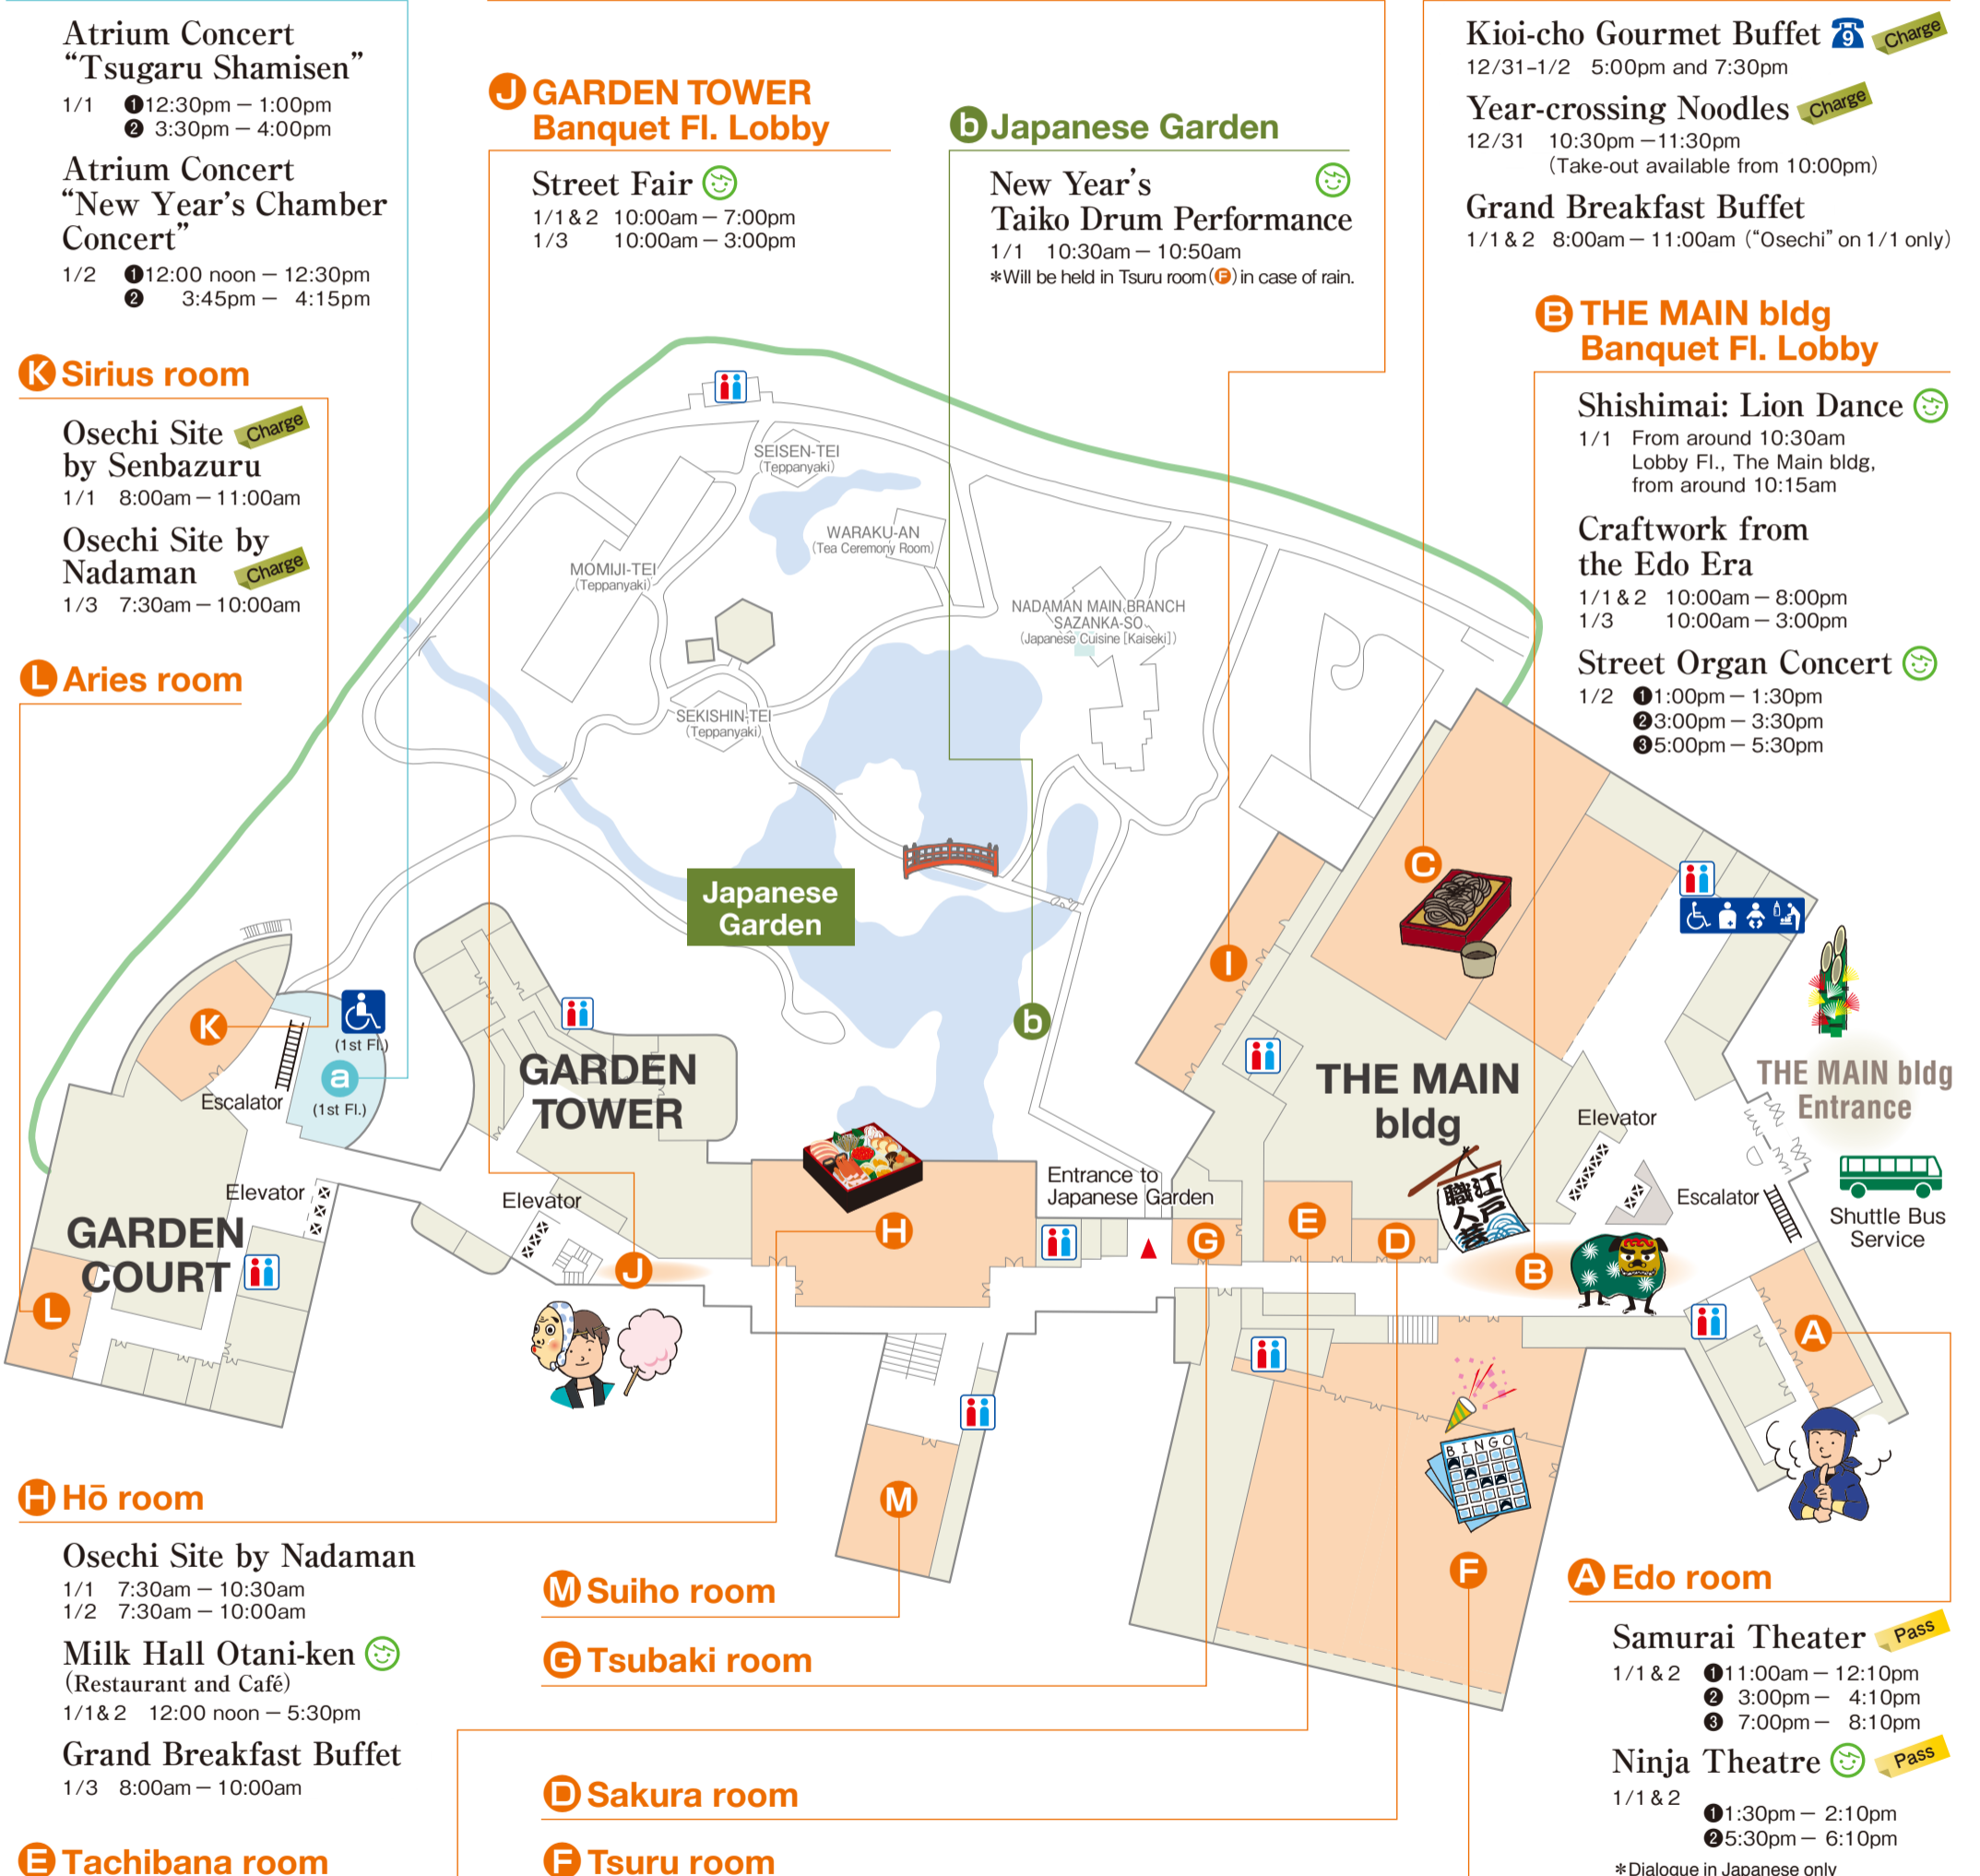 Atrium Concert
“Tsugaru Shamisen”
1/1 ❶12:30pm — 1:00pm
❷ 3:30pm — 4:00pm
Atrium Concert
“New Year’s Chamber
Concert”
1/2 ❶12:00 noon — 12:30pm
❷ 3:45pm — 4:15pm
K Sirius room
Osechi Site Charge
by Senbazuru
1/1 8:00am — 11:00am
Osechi Site by
Nadaman Charge
1/3 7:30am — 10:00am
L Aries room
J GARDEN TOWER
Banquet Fl. Lobby
Street Fair
1/1&2 10:00am — 7:00pm
1/3 10:00am — 3:00pm
b Japanese Garden
New Year’s
Taiko Drum Performance
1/1 10:30am — 10:50am
*Will be held in Tsuru room(F)in case of rain.
Kioi-cho Gourmet Buffet 9 Charge
12/31–1/2 5:00pm and 7:30pm
Year-crossing Noodles Charge
12/31 10:30pm —11:30pm
(Take-out available from 10:00pm)
Grand Breakfast Buffet
1/1&2 8:00am — 11:00am (“Osechi” on 1/1 only)
B THE MAIN bldg
Banquet Fl. Lobby
Shishimai: Lion Dance
1/1 From around 10:30am
Lobby Fl., The Main bldg,
from around 10:15am
Craftwork from
the Edo Era
1/1&2 10:00am — 8:00pm
1/3 10:00am — 3:00pm
Street Organ Concert
1/2 ❶1:00pm — 1:30pm
❷3:00pm — 3:30pm
❸5:00pm — 5:30pm
SEISEN-TEI
(Teppanyaki)
WARAKU-AN
(Tea Ceremony Room)
MOMIJI-TEI
(Teppanyaki)
NADAMAN MAIN BRANCH
SAZANKA-SO
(Japanese Cuisine [Kaiseki])
SEKISHIN-TEI
(Teppanyaki)
Japanese
Garden
C
I
b
K
(1st Fl.)
a
(1st Fl.)
Escalator
GARDEN
TOWER
THE MAIN
bldg
THE MAIN bldg
Entrance
Elevator
Entrance to
Japanese Garden
Elevator
Elevator
Escalator
Shuttle Bus
Service
GARDEN
COURT
H
G
E
D
江戸
職人芸
B
J
L
A
BINGO
M
F
H Hō room
Osechi Site by Nadaman
1/1 7:30am — 10:30am
1/2 7:30am — 10:00am
Milk Hall Otani-ken
(Restaurant and Café)
1/1&2 12:00 noon — 5:30pm
Grand Breakfast Buffet
1/3 8:00am — 10:00am
E Tachibana room
M Suiho room
G Tsubaki room
D Sakura room
F Tsuru room
A Edo room
Samurai Theater Pass
1/1&2 ❶11:00am — 12:10pm
❷ 3:00pm — 4:10pm
❸ 7:00pm — 8:10pm
Ninja Theatre Pass
1/1&2
❶1:30pm — 2:10pm
❷5:30pm — 6:10pm
*Dialogue in Japanese only